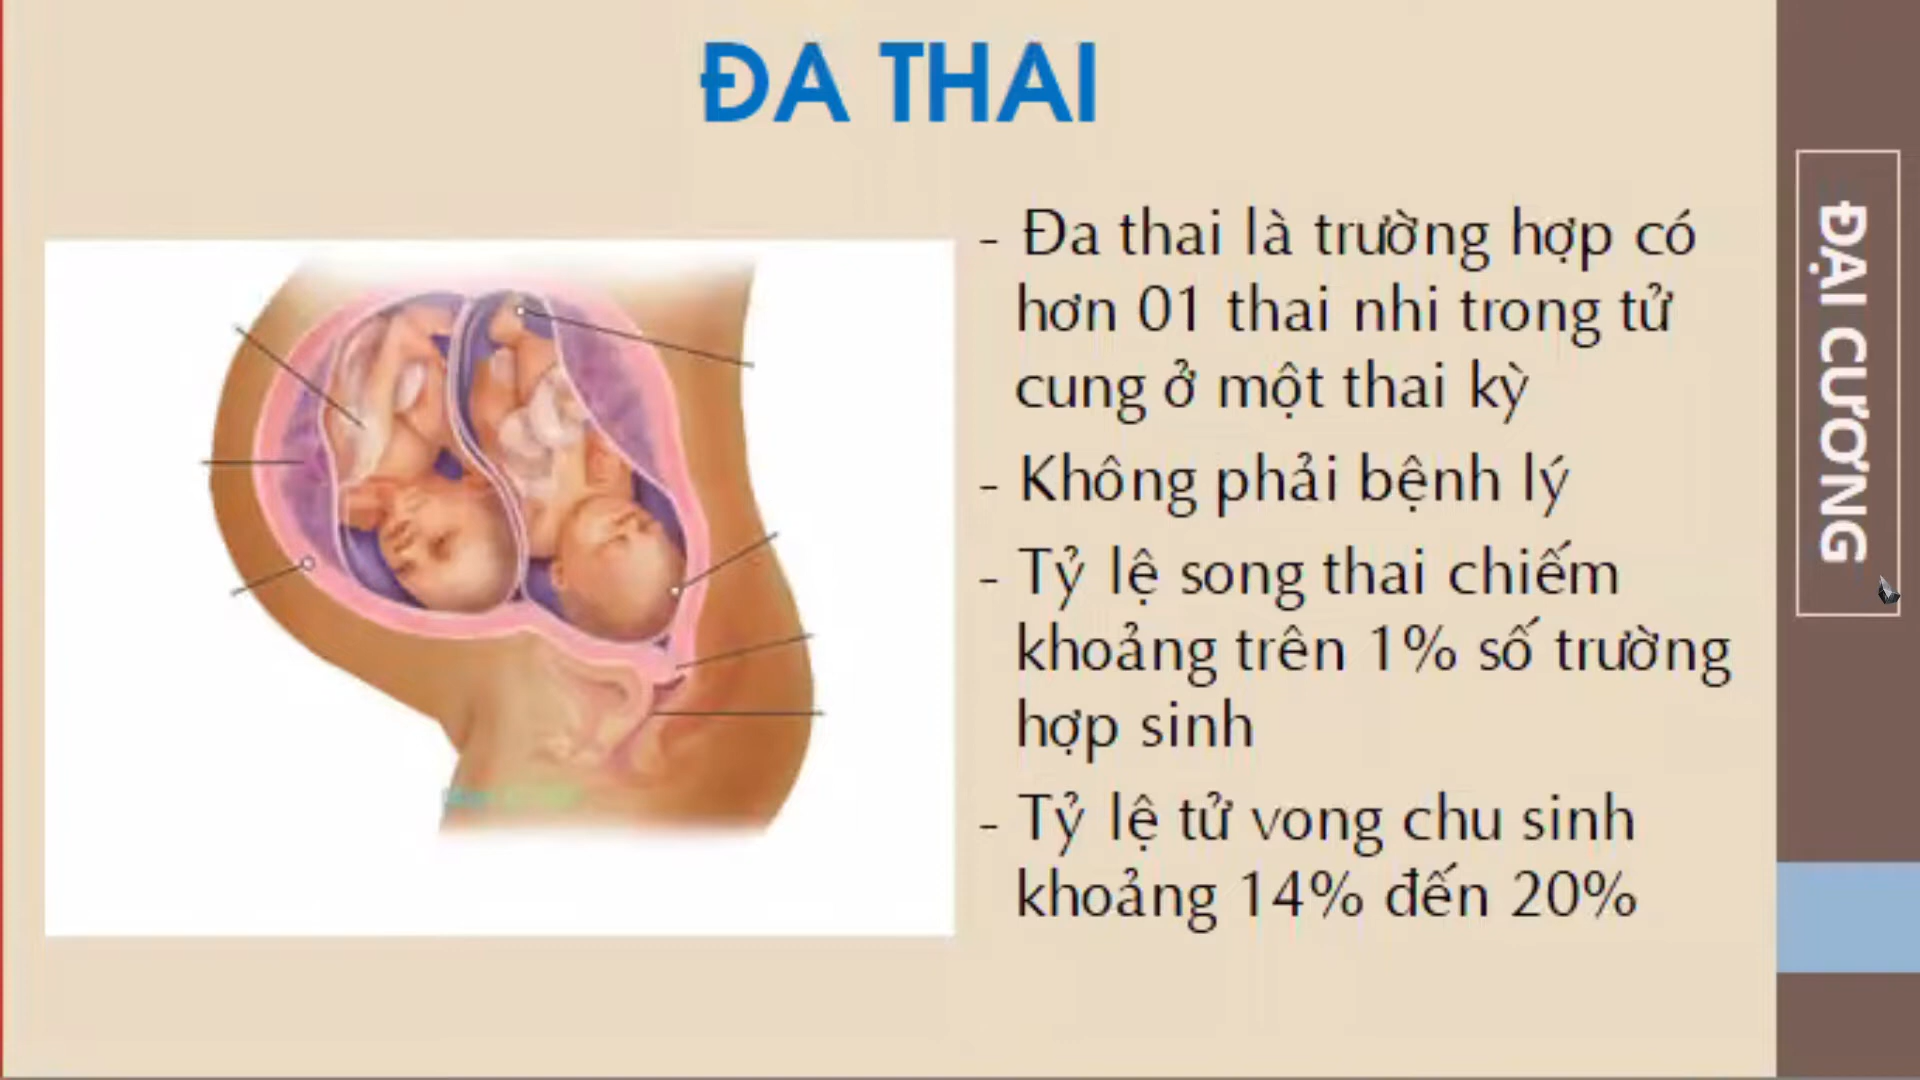 ĐA THAI
- Đa thai là trường hợp có
hơn 01 thai nhi trong tử
cung ở một thai kỳ
- Không phải bệnh lý
- Tỷ lệ song thai chiếm
khoảng trên 1% số trường
hợp sinh
- Tỷ lệ tử vong chu sinh
khoảng 14% đến 20%
ĐẠI CƯƠNG